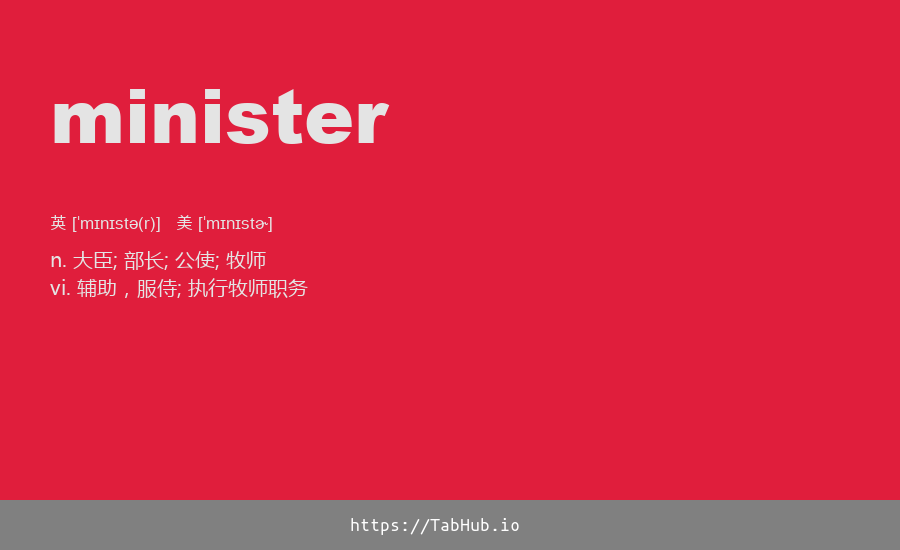 minister
英 [ˈmɪnɪstə(r)] 美 [ˈmɪnɪstɚ]
n. 大臣; 部长; 公使; 牧师
vi. 辅助，服侍; 执行牧师职务
https://TabHub.io